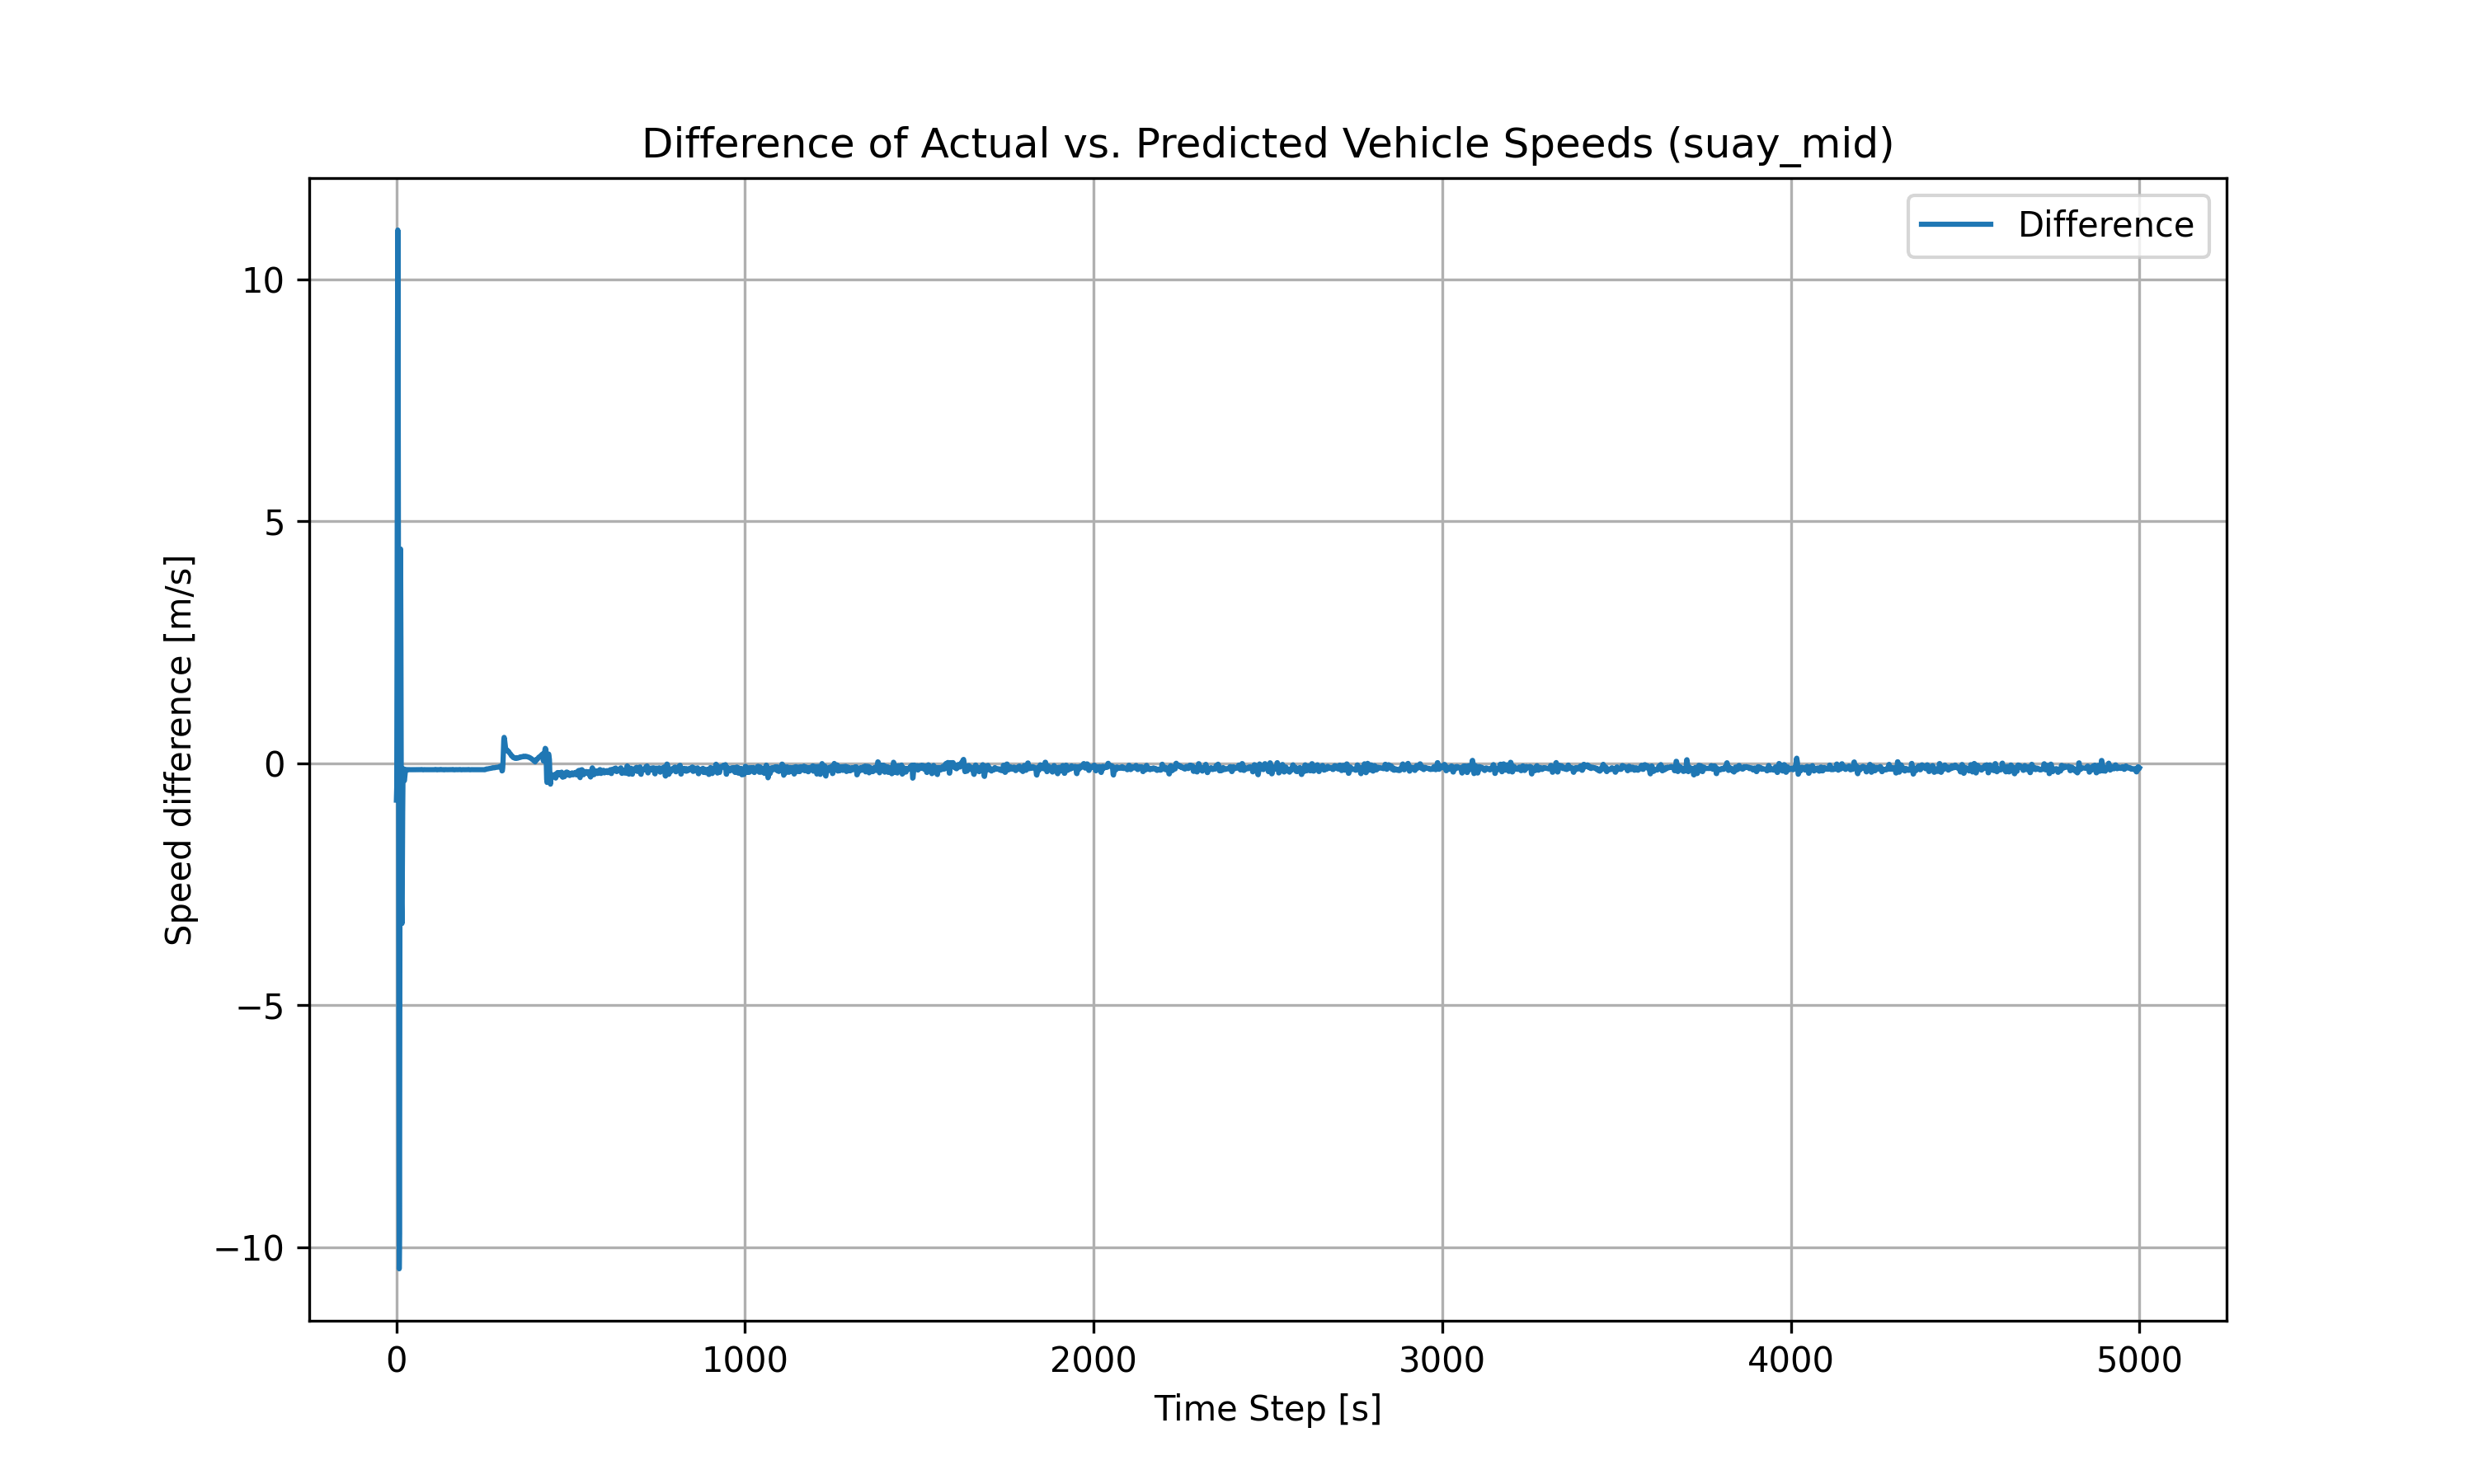 Difference of Actual vs. Predicted Vehicle Speeds (suay_mid)
Difference
10
5
0
−5
−10
Speed difference [m/s]
0 1000 2000 3000 4000 5000
Time Step [s]